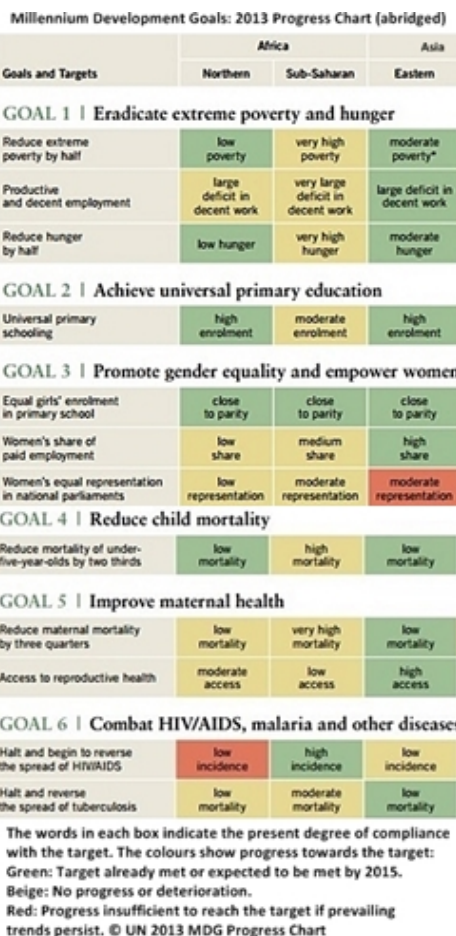 Millennium Development Goals: 2013 Progress Chart (abridged)
Africa Asia
Goals and Targets Northern Sub-Saharan Eastern
GOAL 1 | Eradicate extreme poverty and hunger
Reduce extreme
poverty by half
low
poverty
very high
poverty
moderate
poverty*
Productive
and decent employment
large
deficit in
decent work
very large
deficit in
decent work
large deficit in
decent work
Reduce hunger
by half
low hunger
very high
hunger
moderate
hunger
GOAL 2 | Achieve universal primary education
Universal primary
schooling
high
enrolment
moderate
enrolment
high
enrolment
GOAL 3 | Promote gender equality and empower women
Equal girls' enrolment
in primary school
close
to parity
close
to parity
close
to parity
Women's share of
paid employment
low
share
medium
share
high
share
Women's equal representation
in national parliaments
low
representation
moderate
representation
moderate
representation
GOAL 4 | Reduce child mortality
Reduce mortality of under-
five-year-olds by two thirds
low
mortality
high
mortality
low
mortality
GOAL 5 | Improve maternal health
Reduce maternal mortality
by three quarters
low
mortality
very high
mortality
low
mortality
Access to reproductive health
moderate
access
low
access
high
access
GOAL 6 | Combat HIV/AIDS, malaria and other diseases
Halt and begin to reverse
the spread of HIV/AIDS
low
incidence
high
incidence
low
incidence
Halt and reverse
the spread of tuberculosis
low
mortality
moderate
mortality
low
mortality
The words in each box indicate the present degree of compliance
with the target. The colours show progress towards the target:
Green: Target already met or expected to be met by 2015.
Beige: No progress or deterioration.
Red: Progress insufficient to reach the target if prevailing
trends persist. © UN 2013 MDG Progress Chart